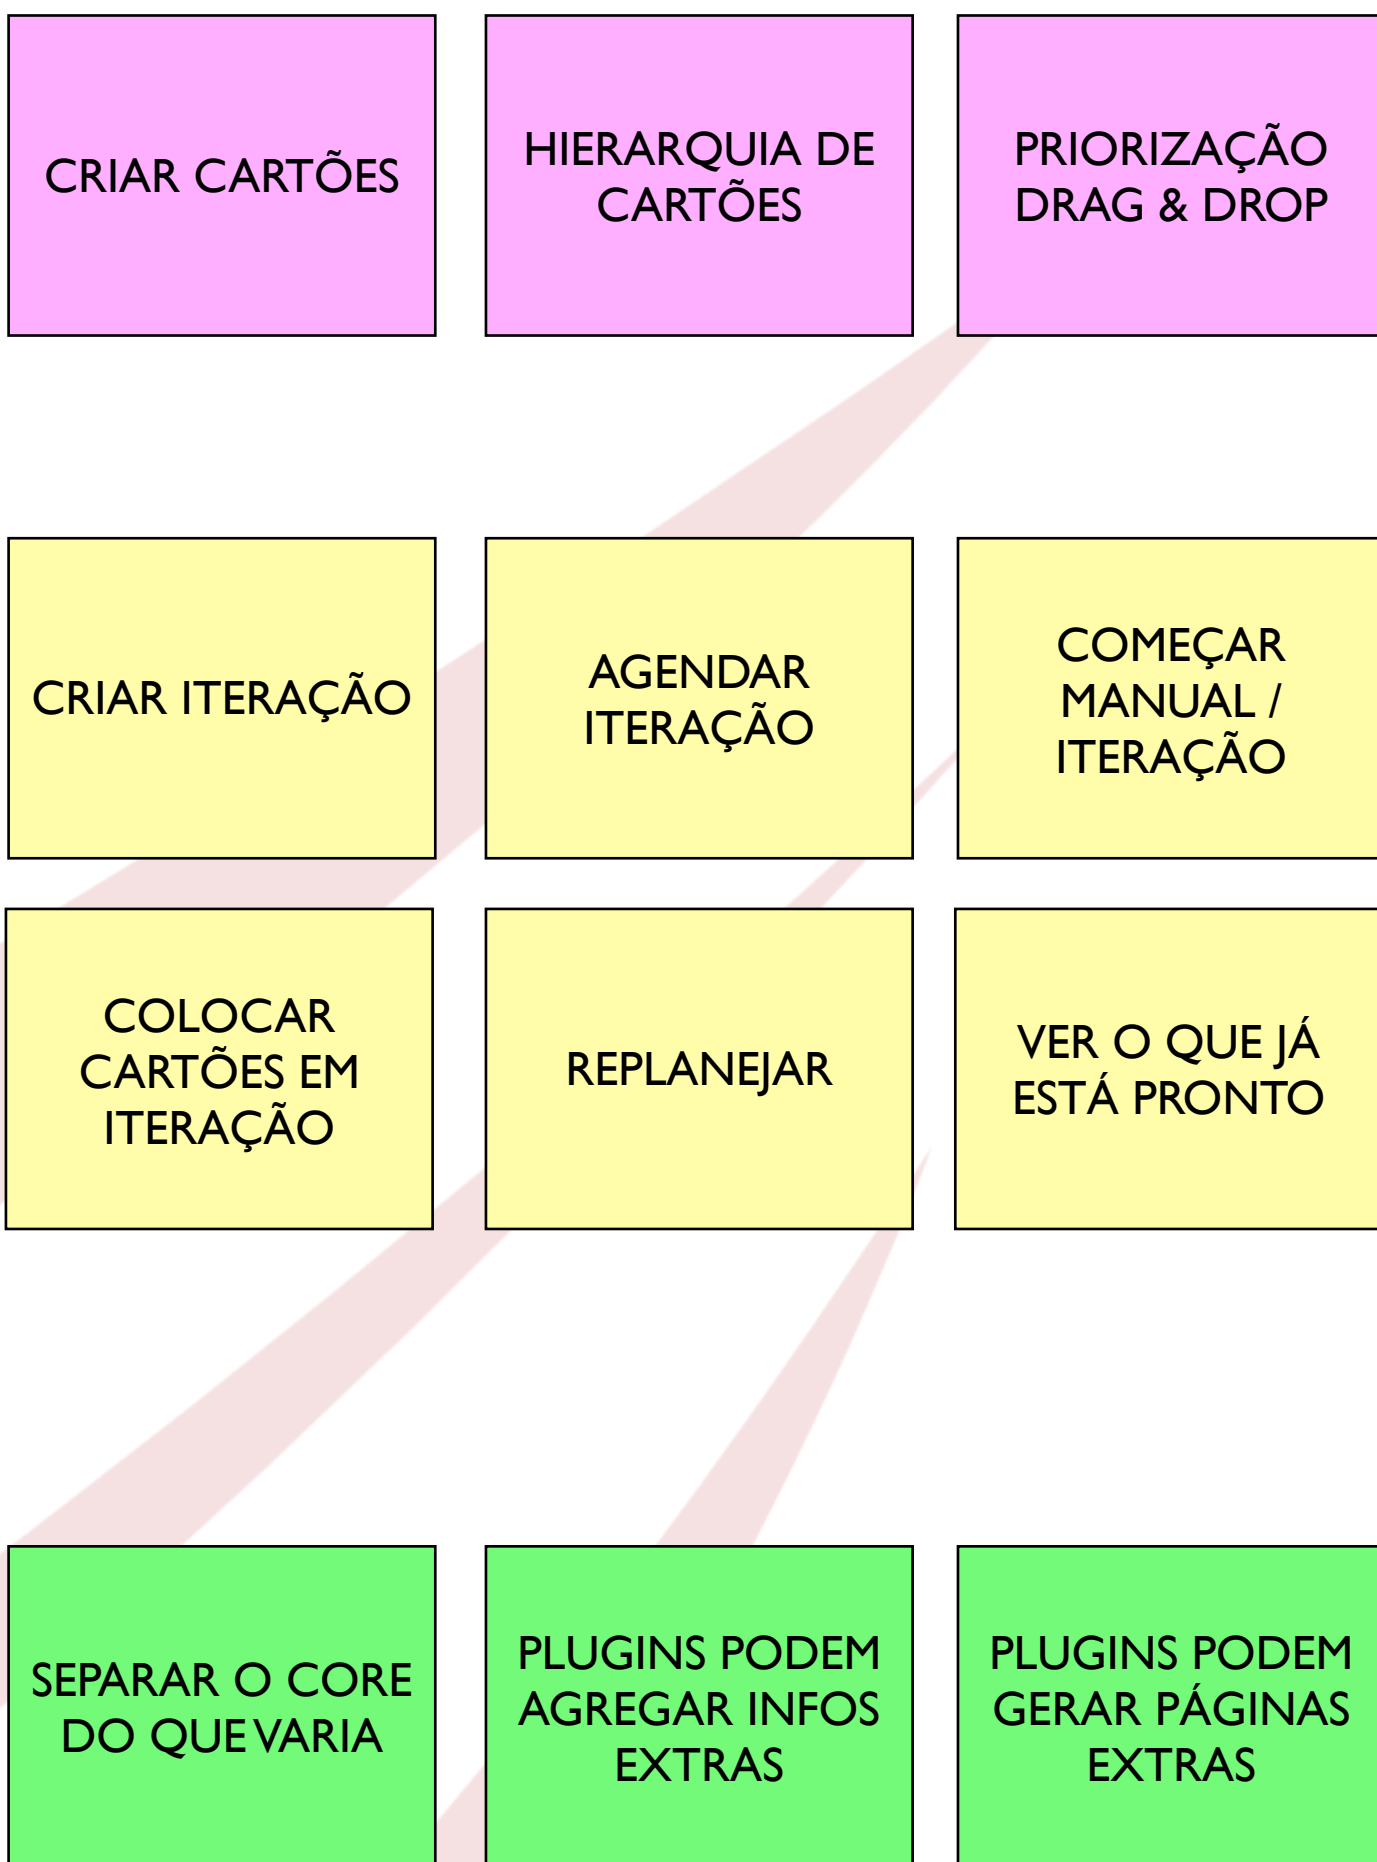 CRIAR CARTÕES
HIERARQUIA DE
CARTÕES
PRIORIZAÇÃO
DRAG & DROP
CRIAR ITERAÇÃO
AGENDAR
ITERAÇÃO
COMEÇAR
MANUAL /
ITERAÇÃO
COLOCAR
CARTÕES EM
ITERAÇÃO
REPLANEJAR
VER O QUE JÁ
ESTÁ PRONTO
SEPARAR O CORE
DO QUE VARIA
PLUGINS PODEM
AGREGAR INFOS
EXTRAS
PLUGINS PODEM
GERAR PÁGINAS
EXTRAS